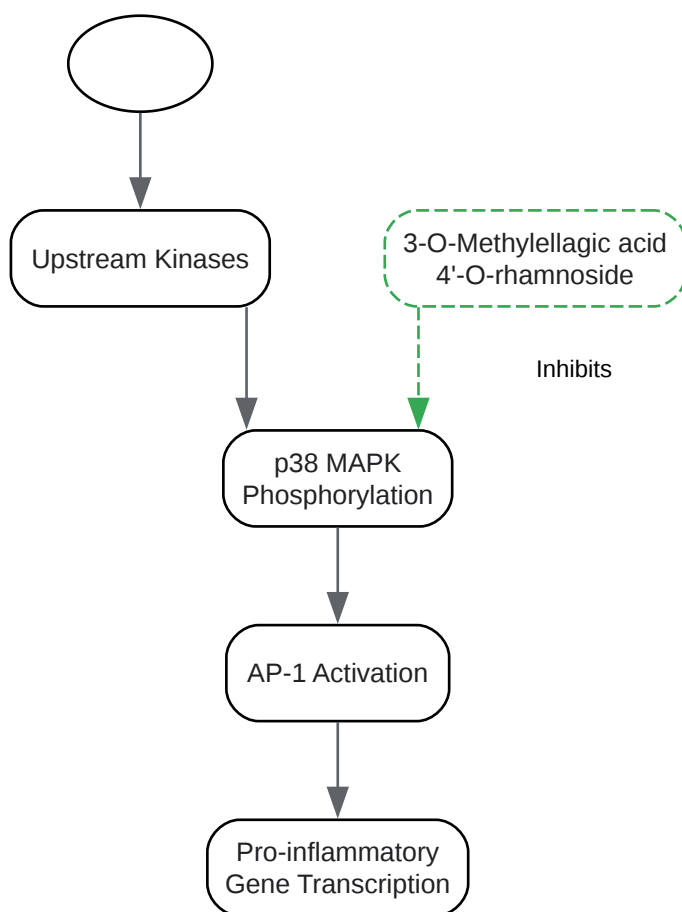 Upstream Kinases
3-O-Methylellagic acid
4'-O-rhamnoside
Inhibits
p38 MAPK
Phosphorylation
AP-1 Activation
Pro-inflammatory
Gene Transcription